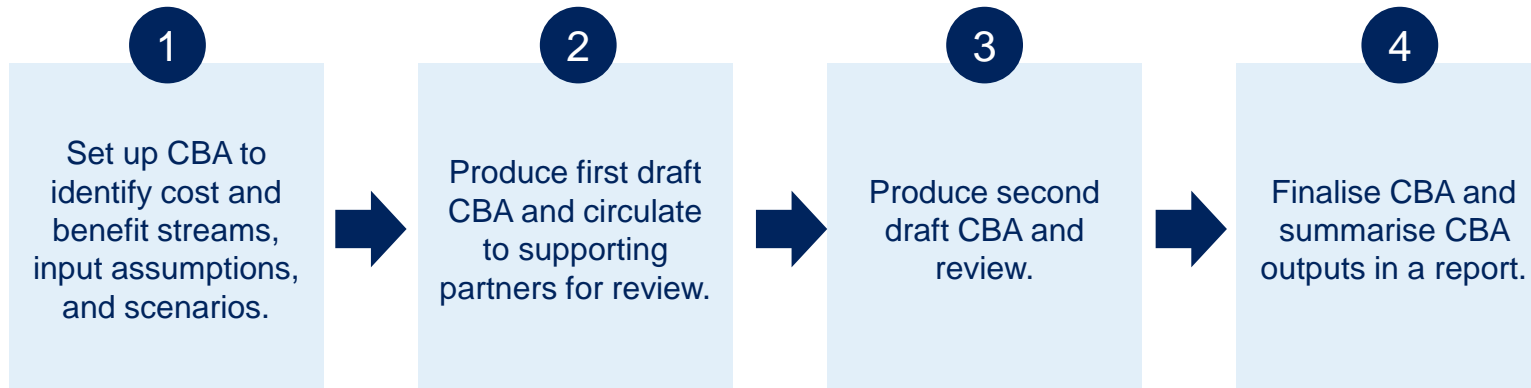 1
Set up CBA to
identify cost and
benefit streams,
input assumptions,
and scenarios.
2
Produce first draft
CBA and circulate
to supporting
partners for review.
3
Produce second
draft CBA and
review.
4
Finalise CBA and
summarise CBA
outputs in a report.